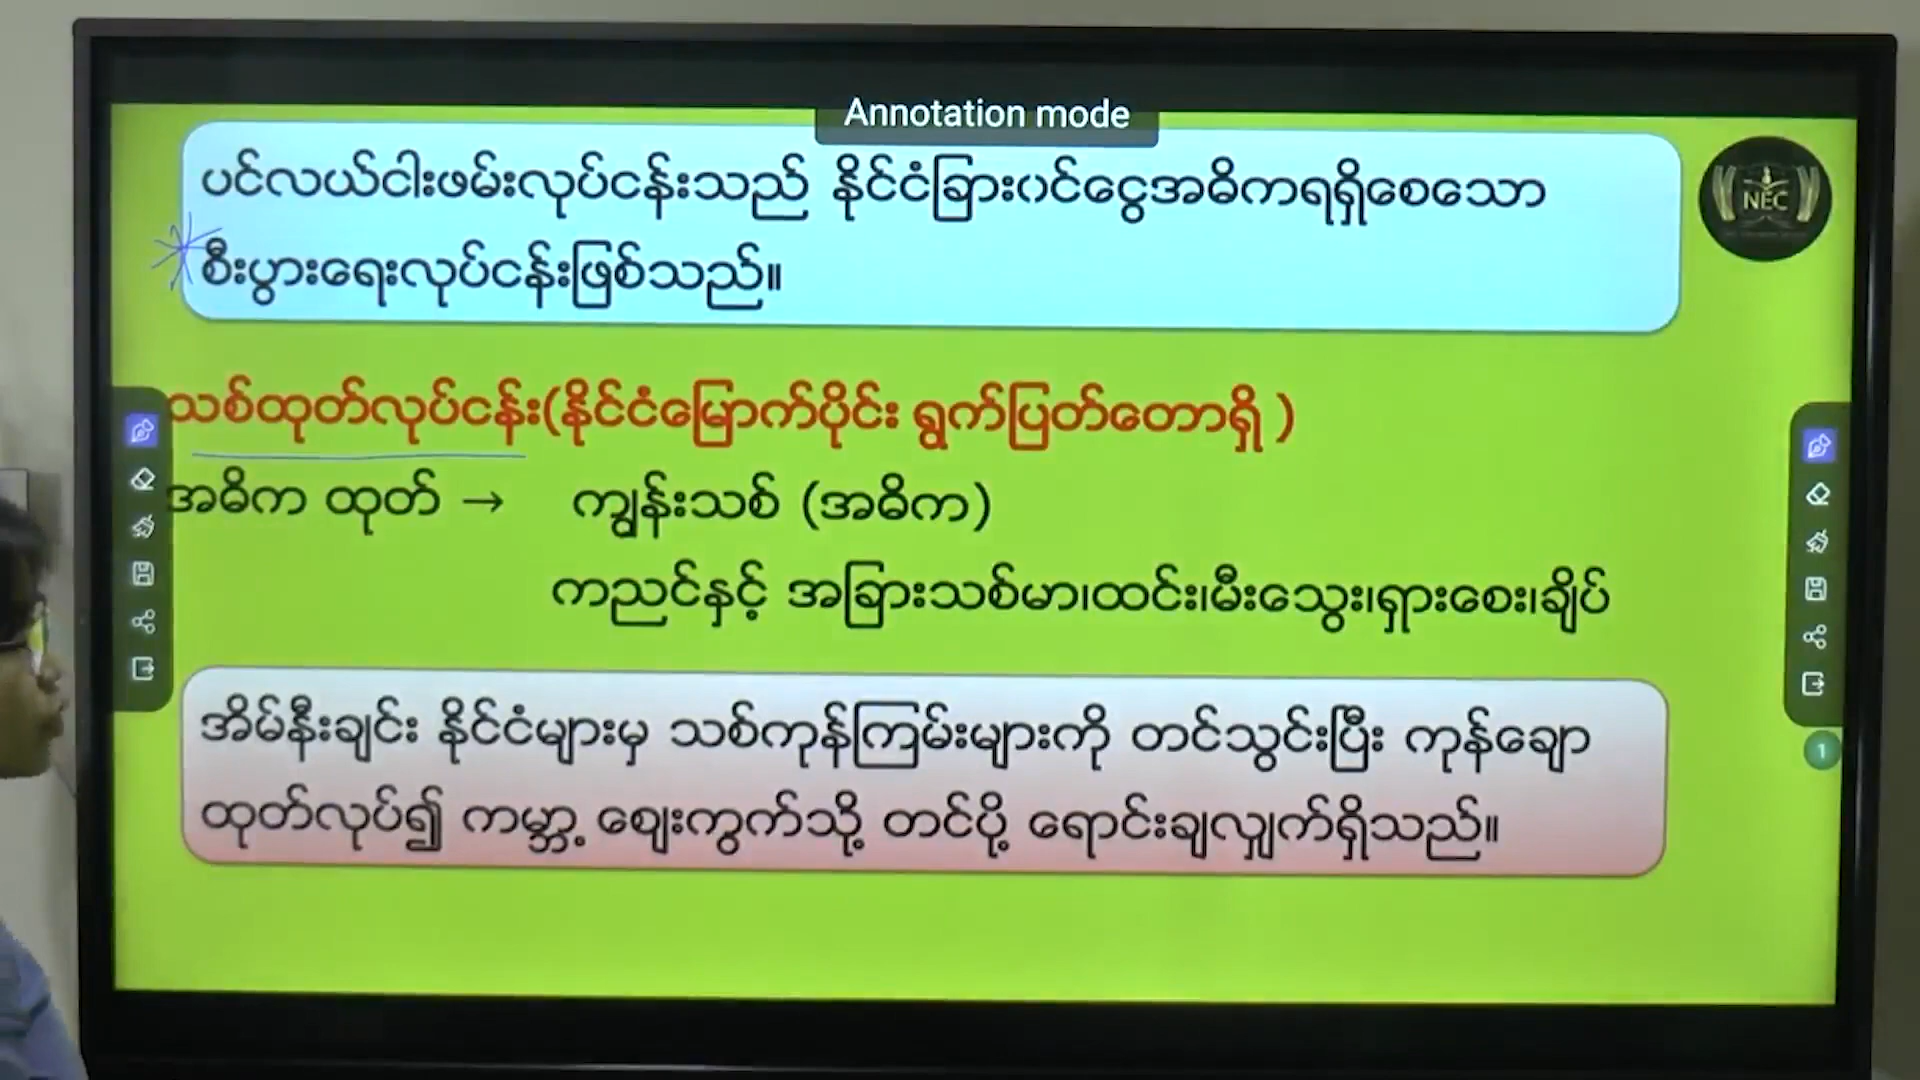 Annotation mode
ပင်လယ်ငါးဖမ်းလုပ်ငန်းသည် နိုင်ငံခြားဝင်ငွေအဓိကရရှိစေသော
စီးပွားရေးလုပ်ငန်းဖြစ်သည်။
NEC
သစ်ထုတ်လုပ်ငန်း(နိုင်ငံမြောက်ပိုင်း ရွက်ပြတ်တောရှိ )
အဓိက ထုတ် → ကျွန်းသစ် (အဓိက)
ကညင်နှင့် အခြားသစ်မာ၊ထင်း၊မီးသွေး၊ရှားစေး၊ချိပ်
အိမ်နီးချင်း နိုင်ငံများမှ သစ်ကုန်ကြမ်းများကို တင်သွင်းပြီး ကုန်ချော
ထုတ်လုပ်၍ ကမ္ဘာ့ ဈေးကွက်သို့ တင်ပို့ ရောင်းချလျှက်ရှိသည်။
1